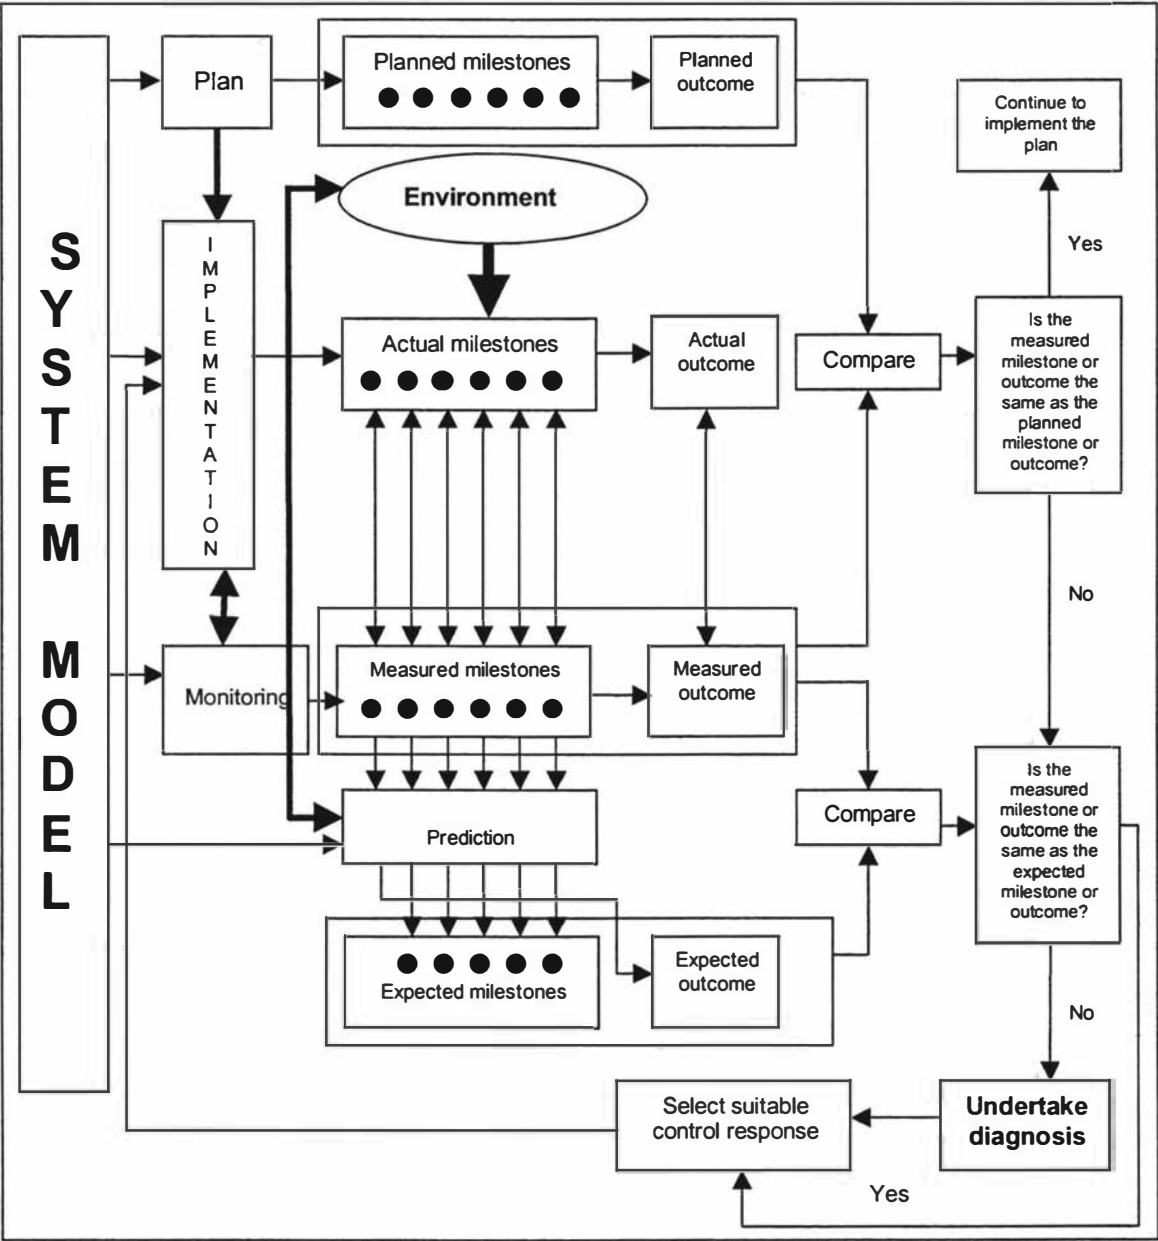 SYSTEM MODEL
Plan
Planned milestones
Planned
outcome
Continue to
implement the
plan
Environment
Yes
IMPLEMENTATION
Actual milestones
Actual
outcome
Compare
Is the
measured
milestone or
outcome the
same as the
planned
milestone or
outcome?
No
Monitoring
Measured milestones
Measured
outcome
Prediction
Compare
Is the
measured
milestone or
outcome the
same as the
expected
milestone or
outcome?
Expected milestones
Expected
outcome
No
Select suitable
control response
Undertake
diagnosis
Yes